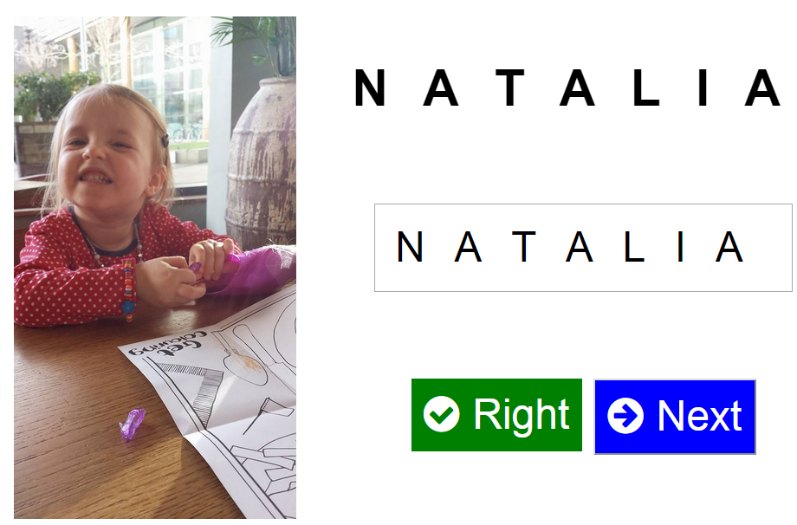 N A T A L I A
N A T A L I A
Right Next
Get
colouring